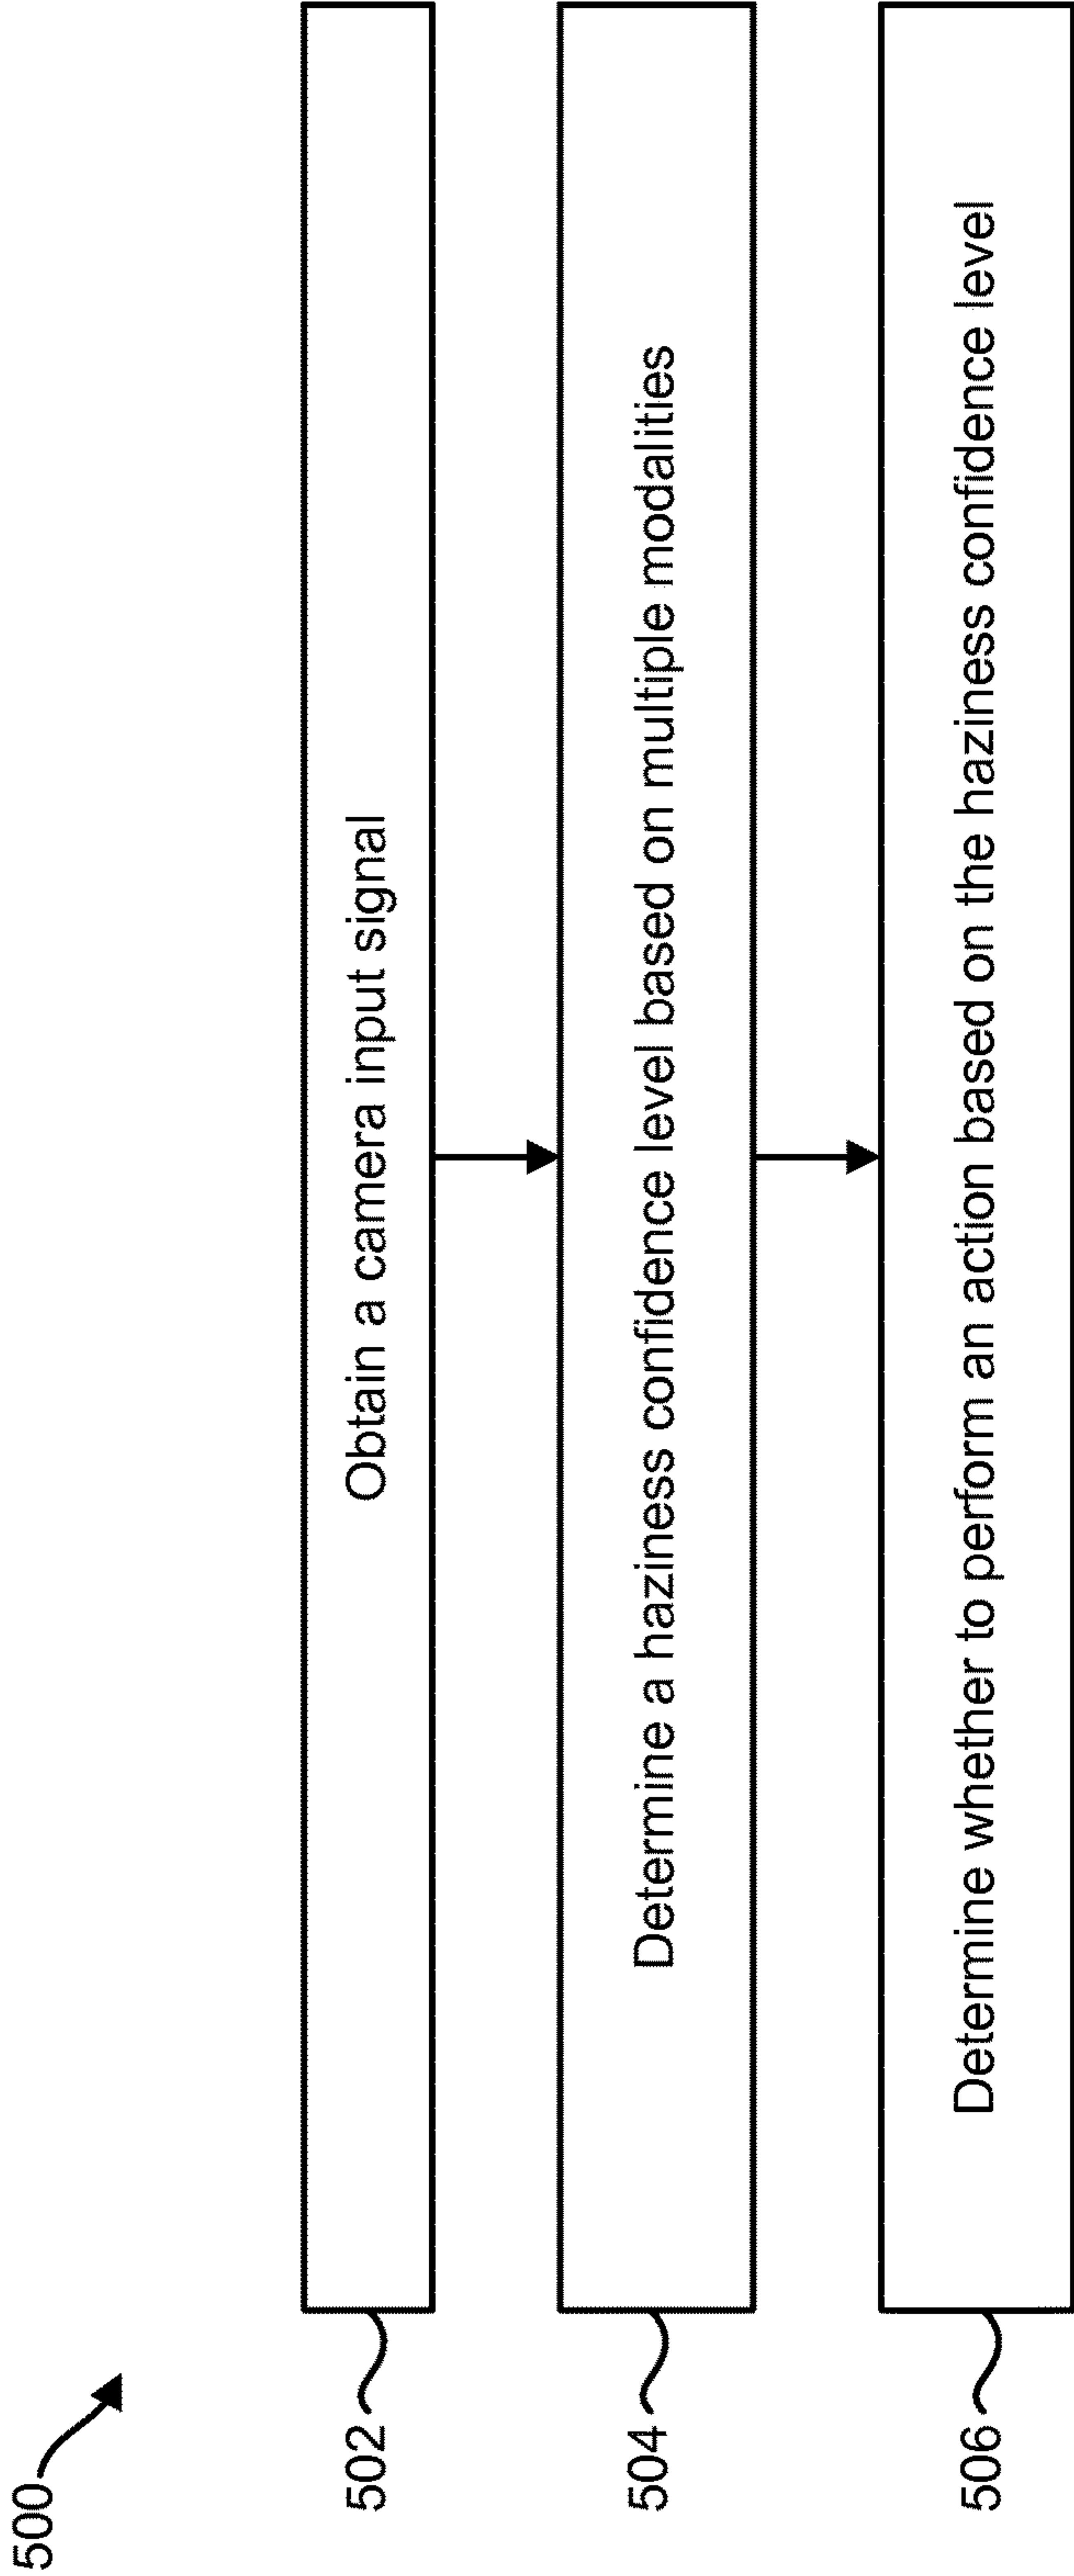 500
502
Obtain a camera input signal
504
Determine a haziness confidence level based on multiple modalities
506
Determine whether to perform an action based on the haziness confidence level